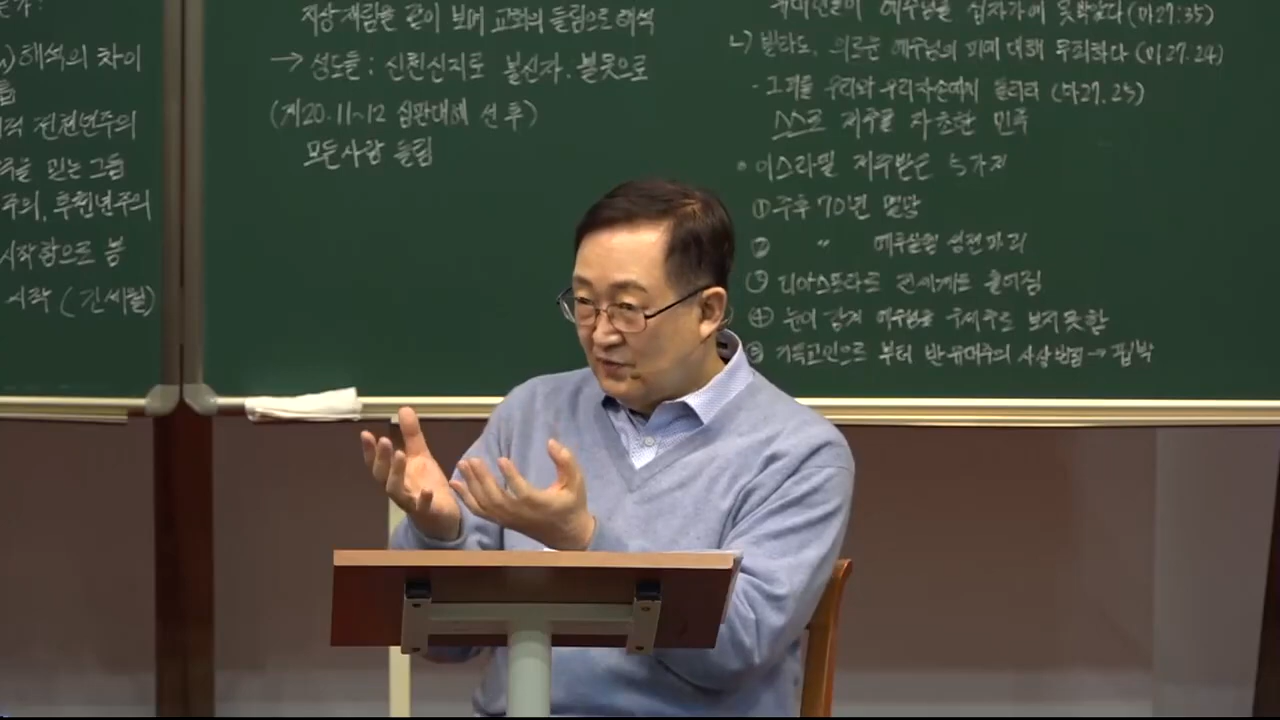 해석의 차이
전천년주의
믿는 그룹
주의, 후천년주의
시작함으로 봄
시작 (긴 세월)
지상재림을 같이 보며 교회의 들림으로 해석
→ 성도들 : 신천신지로 불신자. 불못으로
(계20.11~12 심판대에 선 후)
모든사람 들림
예수님을 십자가에 못박았다 (마27:35)
ㄴ) 빌라도, 의로운 예수님의 피에 대해 무죄하다 (마27.24)
- 그 피를 우리와 우리자손에게 돌리라 (마27.25)
스스로 저주를 자초한 민족
• 이스라엘 저주받은 5가지
① 주후 70년 멸망
② " 예루살렘 성전파괴
③ 디아스포라로 전세계로 흩어짐
④ 눈이 감겨 예수님을 구세주로 보지못함
⑤ 기독교인으로 부터 반유대주의 사상 → 핍박